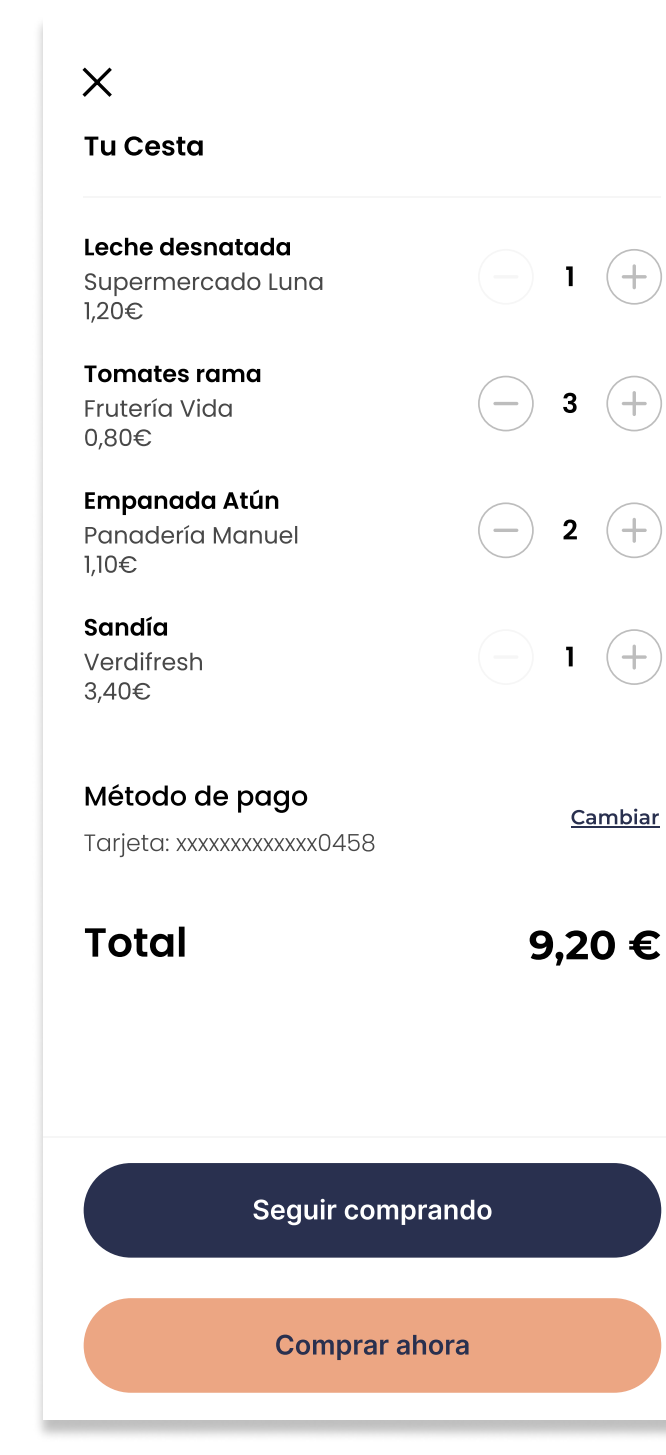 Tu Cesta
Leche desnatada
Supermercado Luna
1,20€
1
Tomates rama
Frutería Vida
0,80€
3
Empanada Atún
Panadería Manuel
1,10€
2
Sandía
Verdifresh
3,40€
1
Método de pago
Cambiar
Tarjeta: xxxxxxxxxxxxx0458
Total 9,20 €
Seguir comprando
Comprar ahora